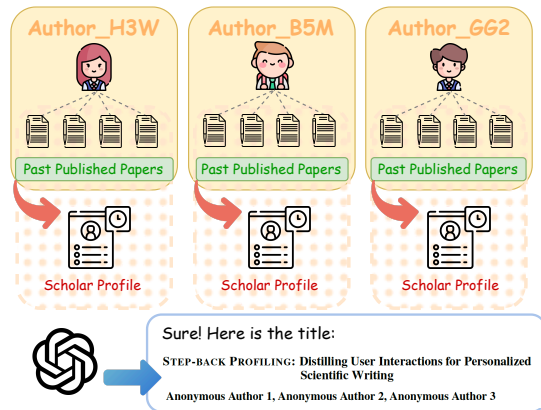 Author_H3W Author_B5M Author_GG2
Past Published Papers Past Published Papers Past Published Papers
Scholar Profile Scholar Profile Scholar Profile
Sure! Here is the title:
STEP-BACK PROFILING: Distilling User Interactions for Personalized
Scientific Writing
Anonymous Author 1, Anonymous Author 2, Anonymous Author 3